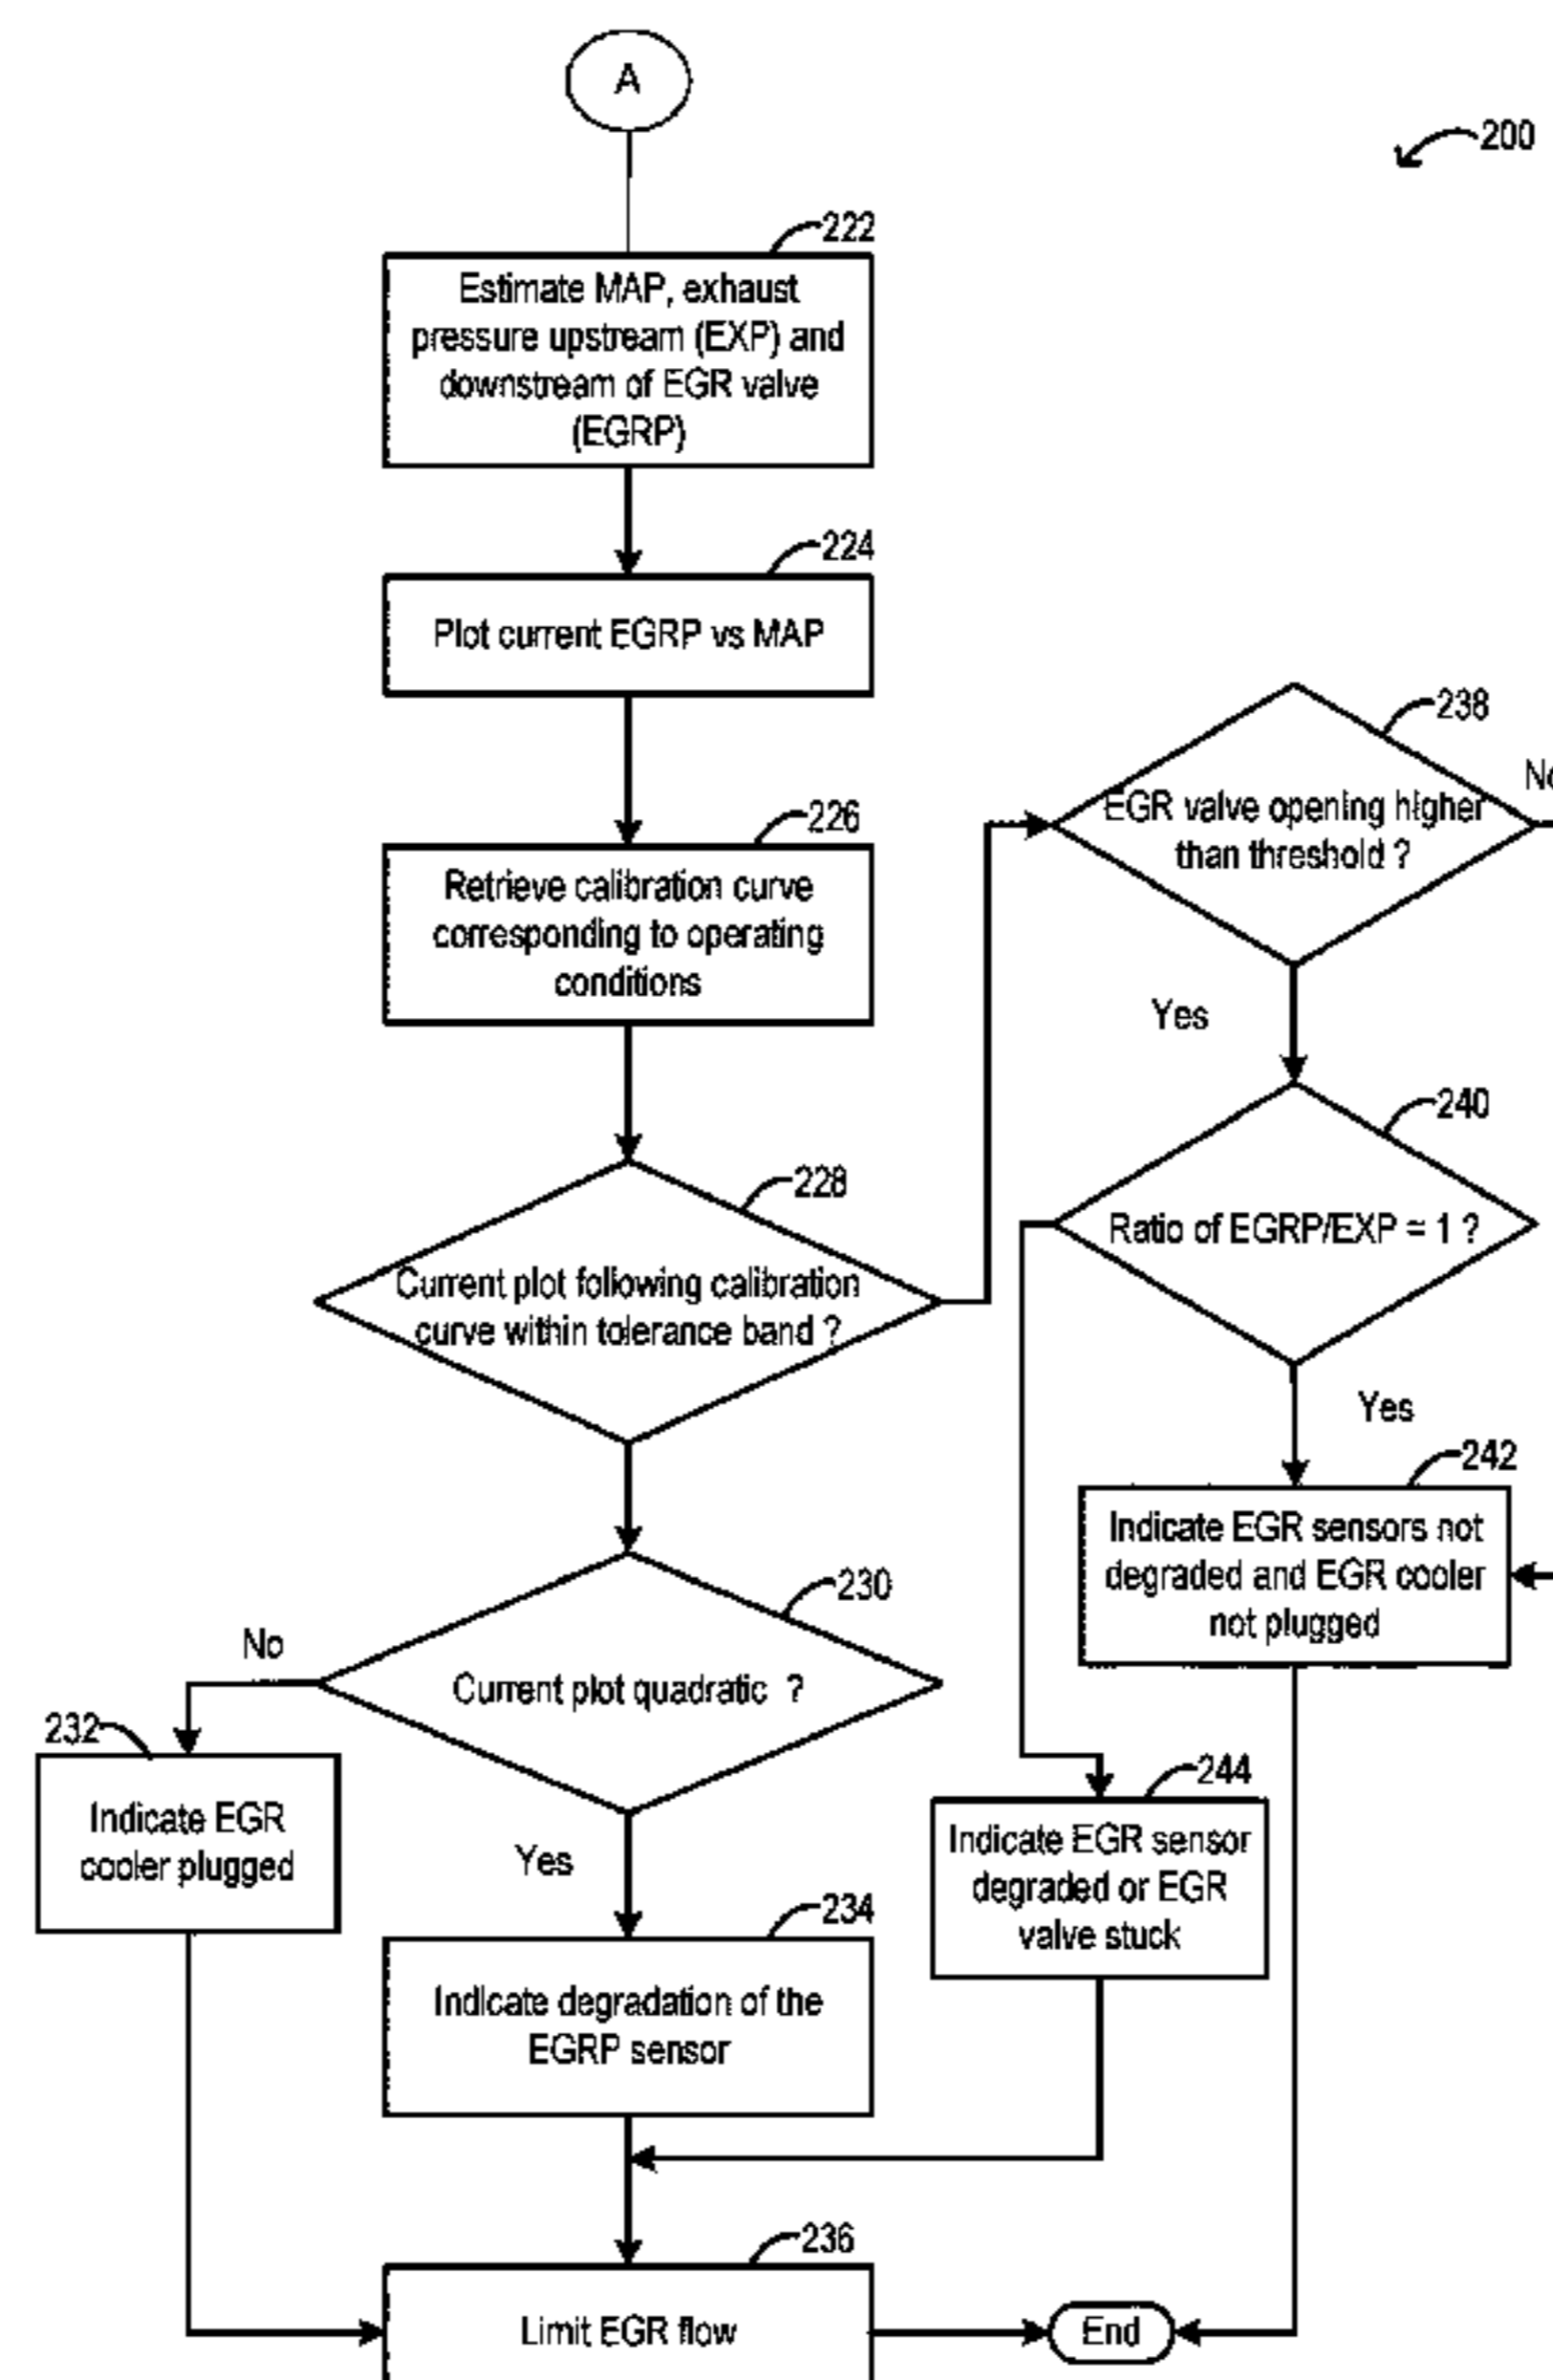 A
200
222
Estimate MAP, exhaust
pressure upstream (EXP) and
downstream of EGR valve
(EGRP)
224
Plot current EGRP vs MAP
226
Retrieve calibration curve
corresponding to operating
conditions
228
Current plot following calibration
curve within tolerance band ?
230
Current plot quadratic ?
No
232
Indicate EGR
cooler plugged
Yes
234
Indicate degradation of the
EGRP sensor
236
Limit EGR flow
238
EGR valve opening higher
than threshold ?
No
Yes
240
Ratio of EGRP/EXP = 1 ?
Yes
242
Indicate EGR sensors not
degraded and EGR cooler
not plugged
244
Indicate EGR sensor
degraded or EGR
valve stuck
End